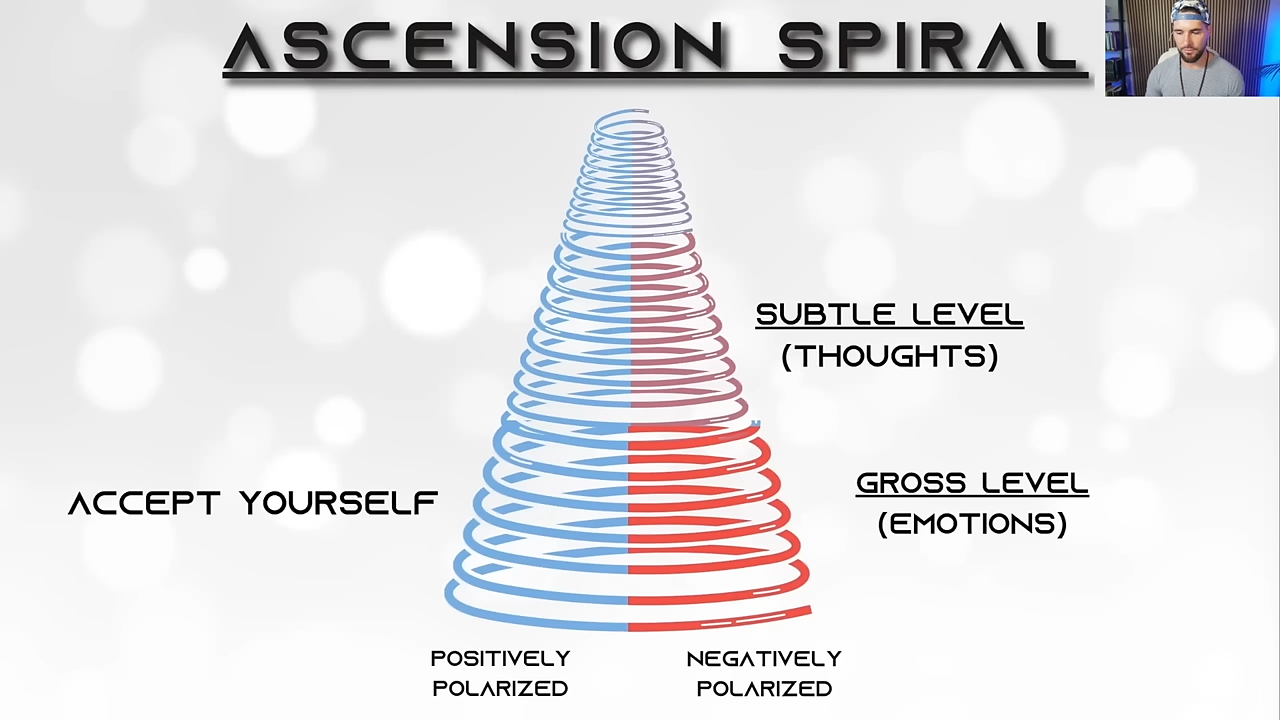 ASCENSION SPIRAL
SUBTLE LEVEL
(THOUGHTS)
ACCEPT YOURSELF
GROSS LEVEL
(EMOTIONS)
POSITIVELY
POLARIZED
NEGATIVELY
POLARIZED